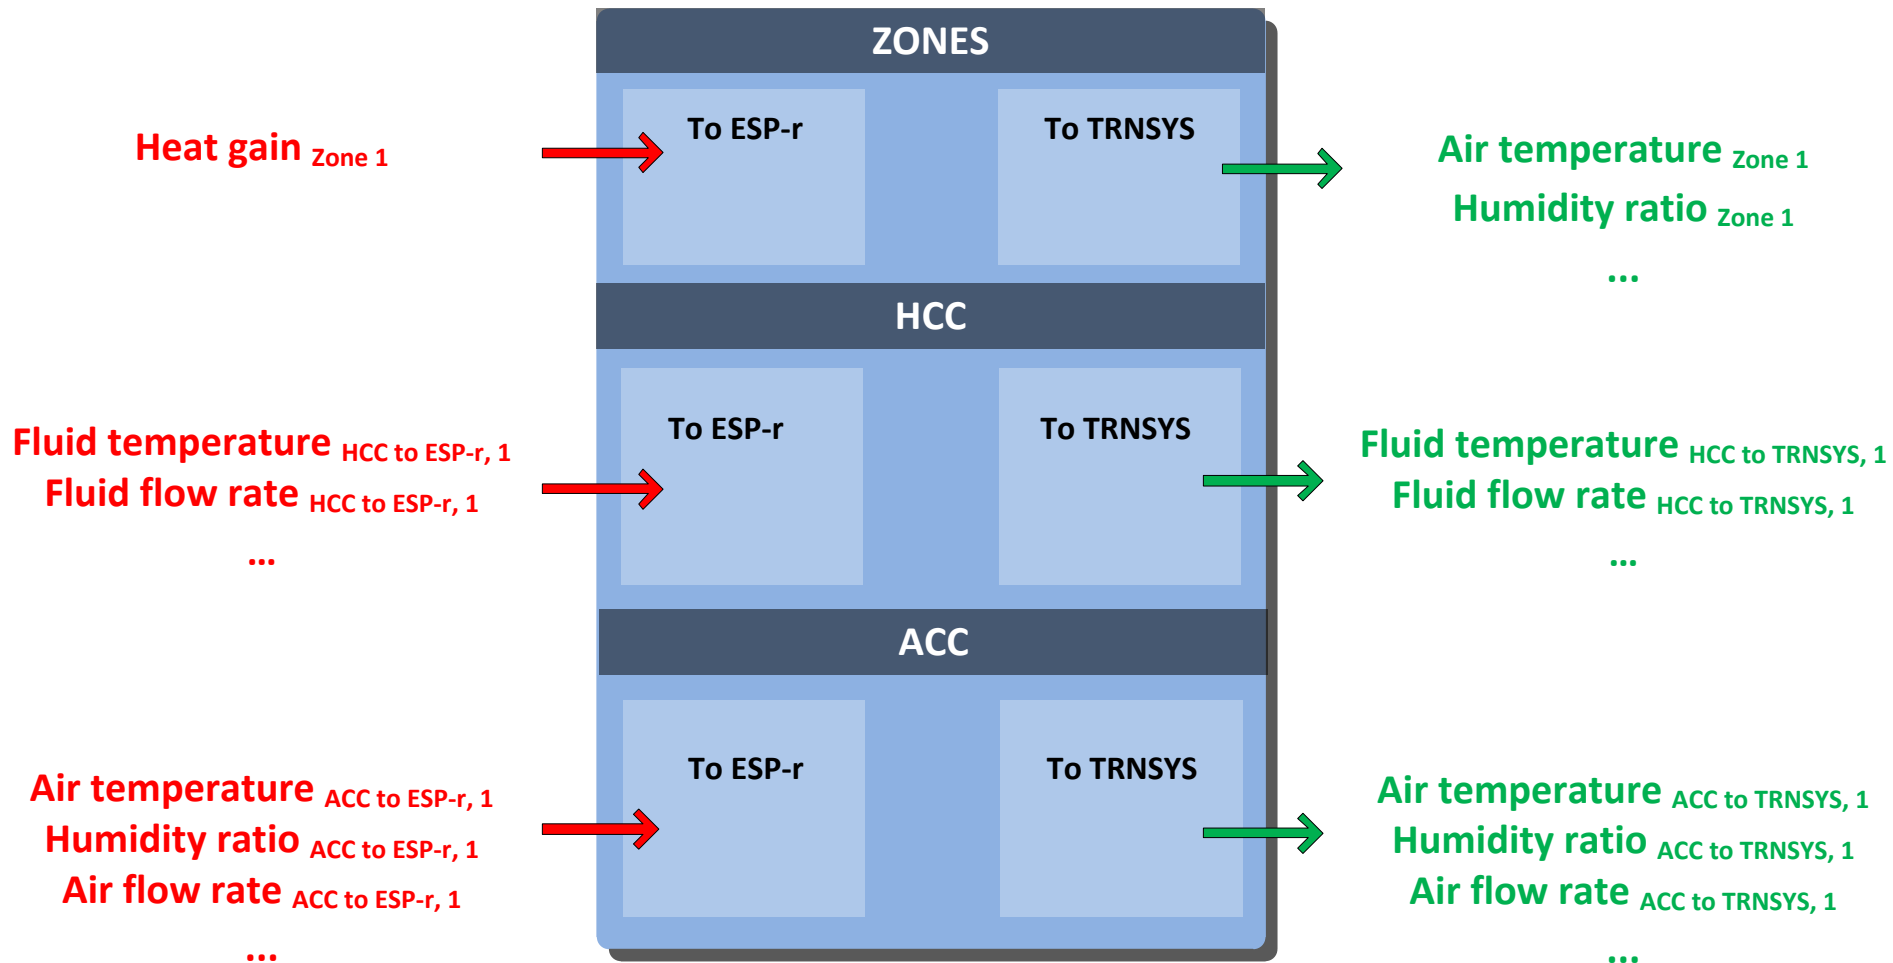 ZONES
To ESP-r
To TRNSYS
Heat gain Zone 1
Air temperature Zone 1
Humidity ratio Zone 1
...
HCC
To ESP-r
To TRNSYS
Fluid temperature HCC to ESP-r, 1
Fluid flow rate HCC to ESP-r, 1
...
Fluid temperature HCC to TRNSYS, 1
Fluid flow rate HCC to TRNSYS, 1
...
ACC
To ESP-r
To TRNSYS
Air temperature ACC to ESP-r, 1
Humidity ratio ACC to ESP-r, 1
Air flow rate ACC to ESP-r, 1
...
Air temperature ACC to TRNSYS, 1
Humidity ratio ACC to TRNSYS, 1
Air flow rate ACC to TRNSYS, 1
...